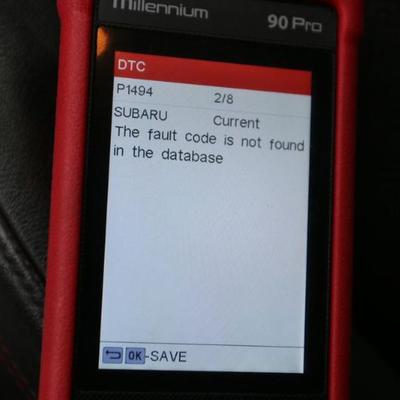 Millennium 90 Pro
DTC
P1494 2/8
SUBARU Current
The fault code is not found
in the database
OK-SAVE